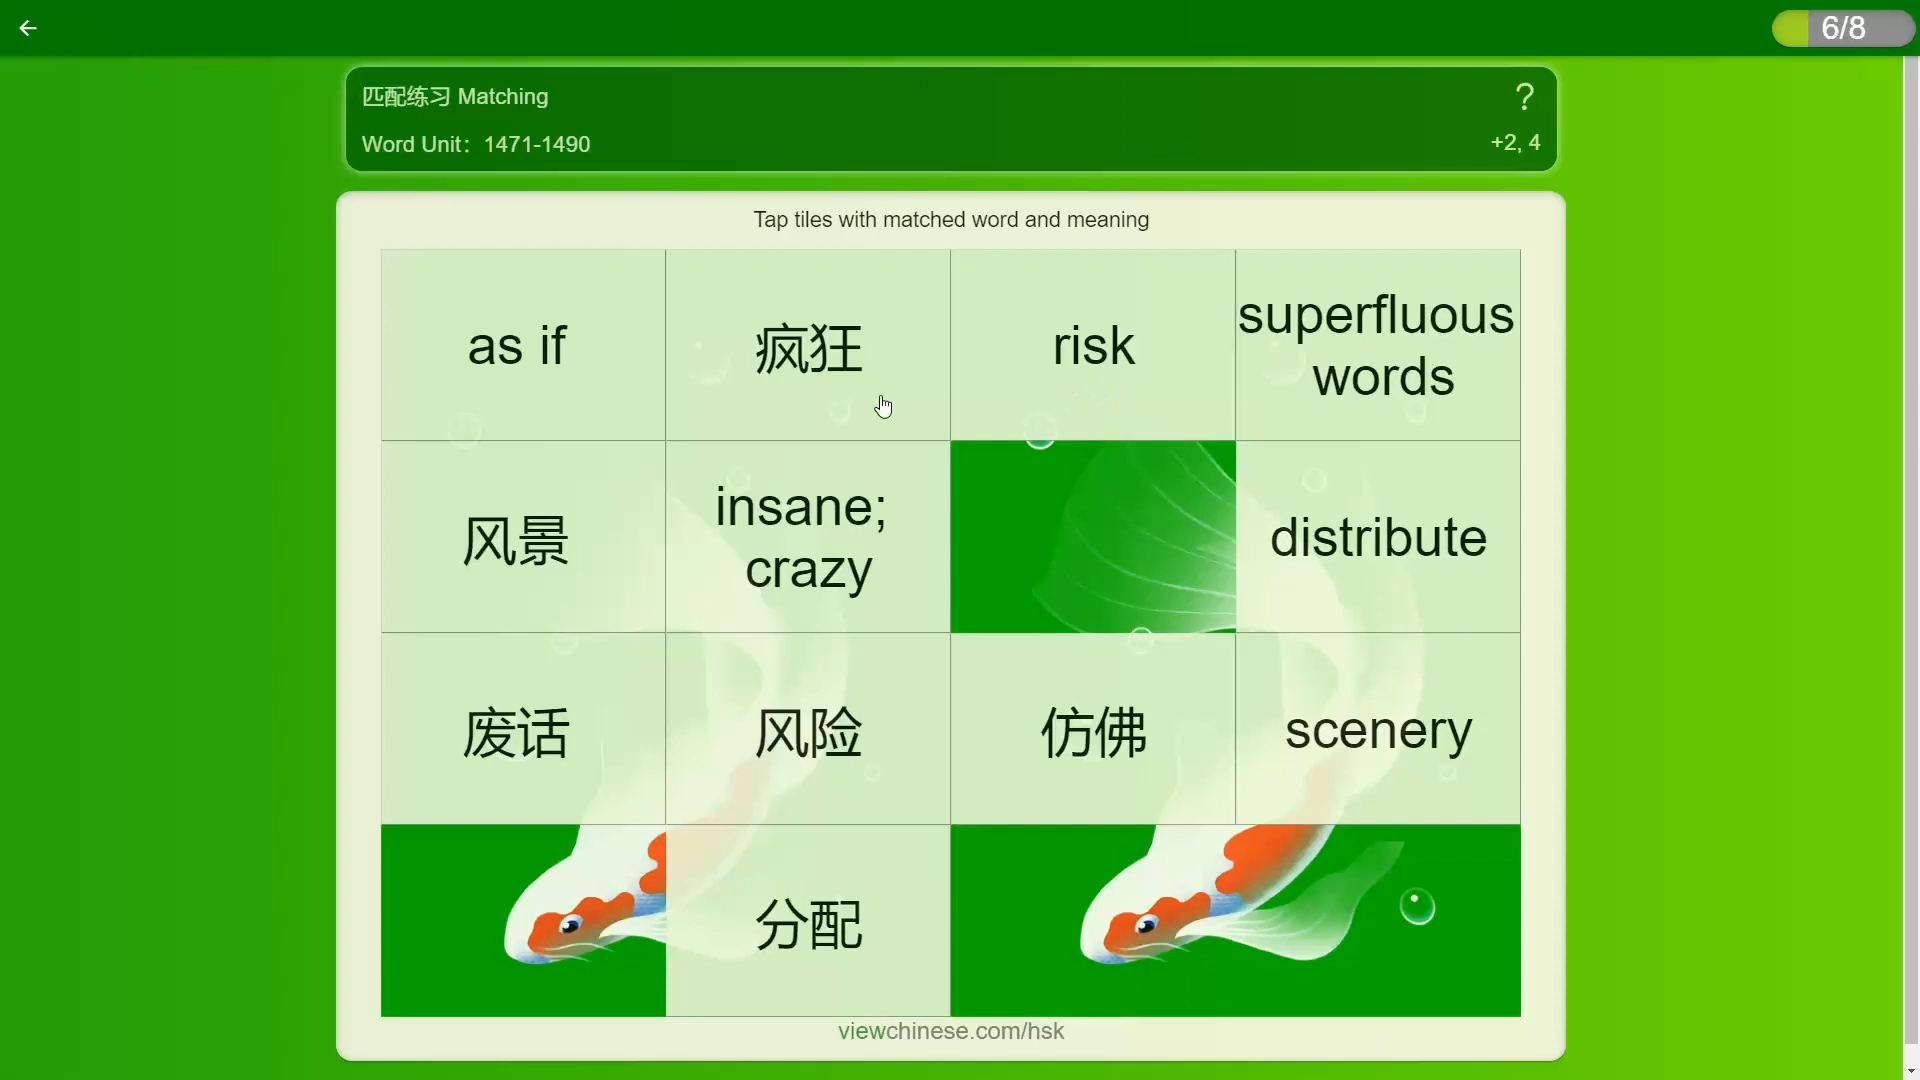 6/8
匹配练习 Matching
?
Word Unit：1471-1490
+2, 4
Tap tiles with matched word and meaning
as if
疯狂
risk
superfluous
words
风景
insane;
crazy
distribute
废话
风险
仿佛
scenery
分配
viewchinese.com/hsk